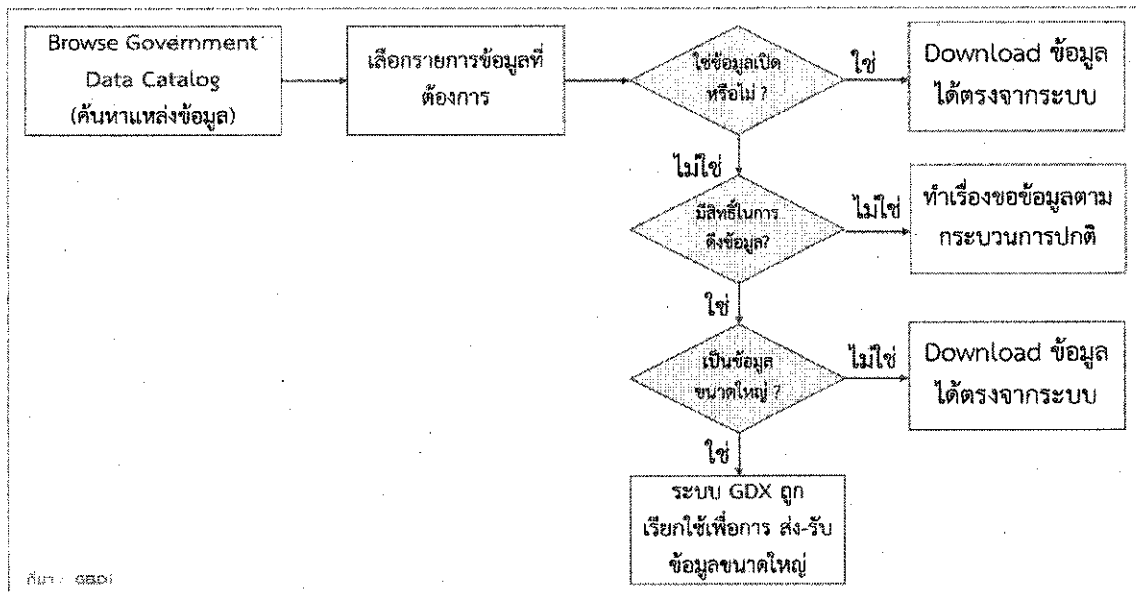 Browse Government
Data Catalog
(ค้นหาแหล่งข้อมูล)
เลือกรายการข้อมูลที่
ต้องการ
ใช่ข้อมูลเปิด
หรือไม่ ?
ใช่
Download ข้อมูล
ได้ตรงจากระบบ
ไม่ใช่
มีสิทธิ์ในการ
ดึงข้อมูล?
ไม่ใช่
ทำเรื่องขอข้อมูลตาม
กระบวนการปกติ
ใช่
เป็นข้อมูล
ขนาดใหญ่ ?
ไม่ใช่
Download ข้อมูล
ได้ตรงจากระบบ
ใช่
ระบบ GDX ถูก
เรียกใช้เพื่อการ ส่ง-รับ
ข้อมูลขนาดใหญ่
ที่มา : GBDi